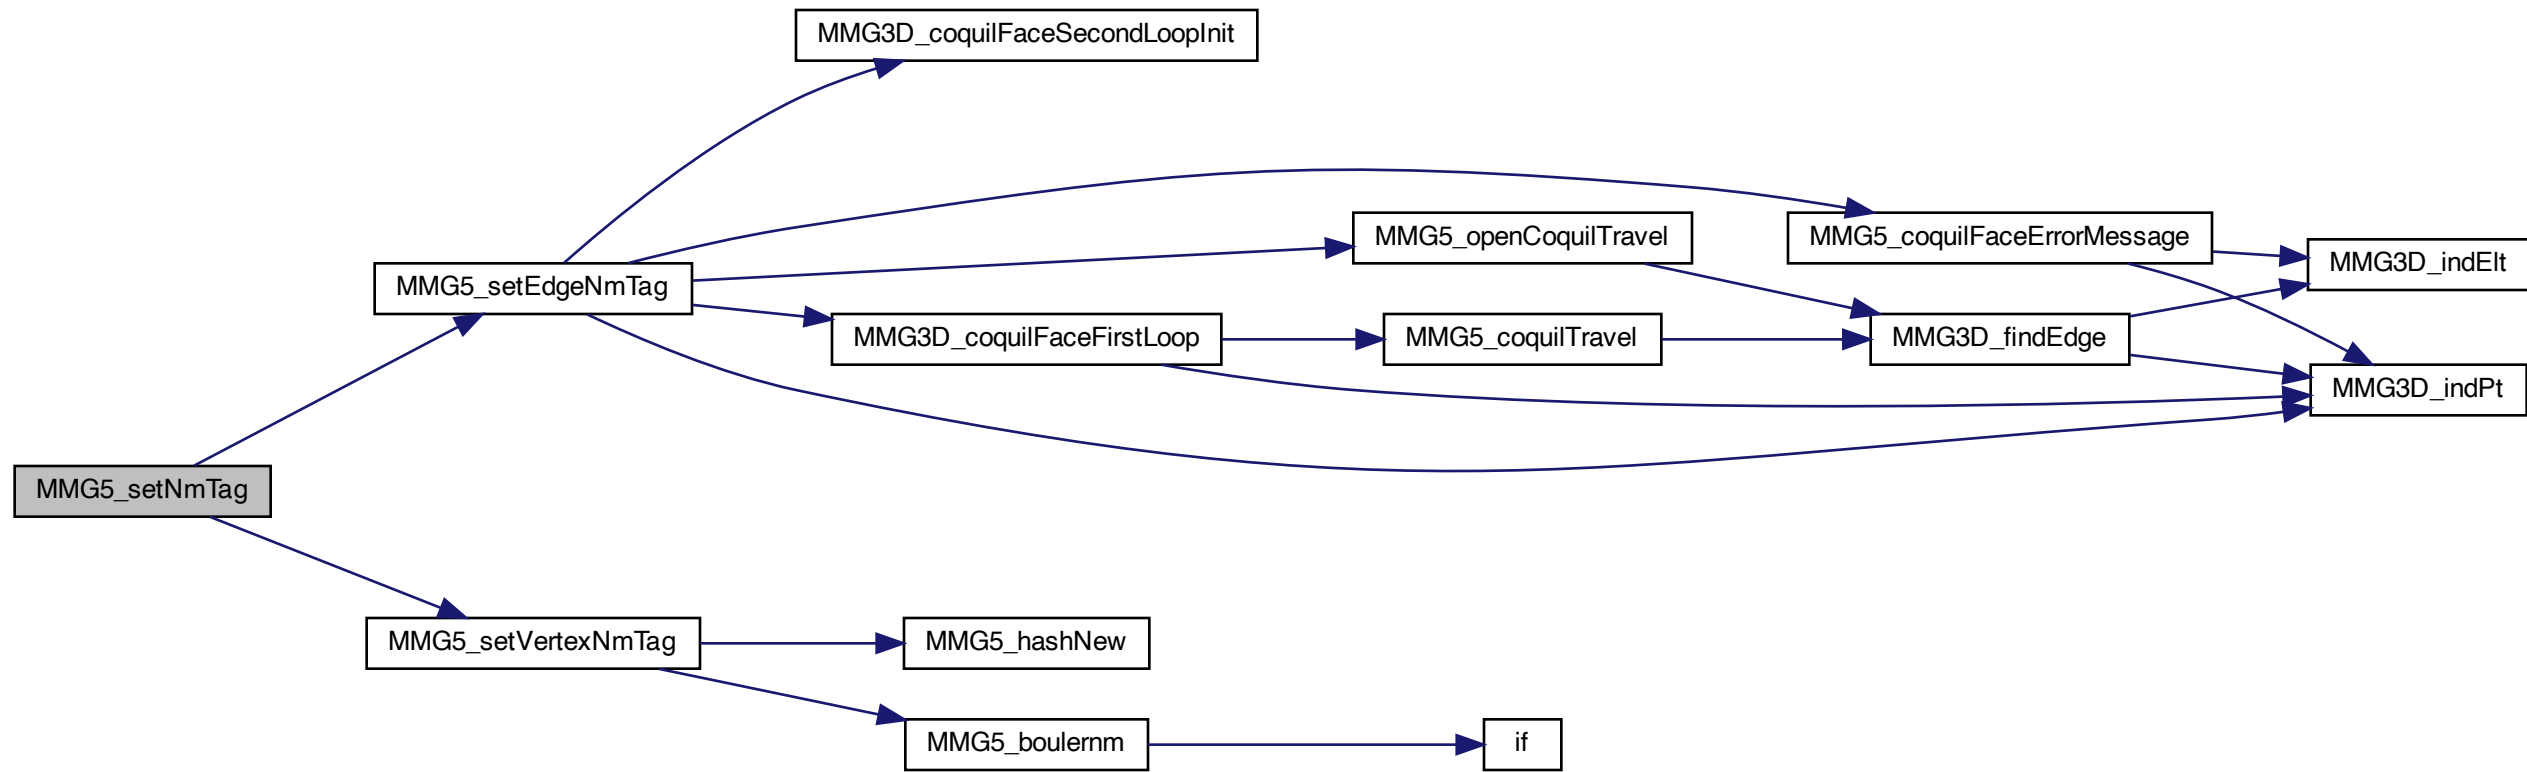 MMG3D_coquilFaceSecondLoopInit
MMG5_openCoquilTravel
MMG5_coquilFaceErrorMessage
MMG3D_indElt
MMG5_setEdgeNmTag
MMG3D_coquilFaceFirstLoop
MMG5_coquilTravel
MMG3D_findEdge
MMG3D_indPt
MMG5_setNmTag
MMG5_setVertexNmTag
MMG5_hashNew
MMG5_boulernm
if